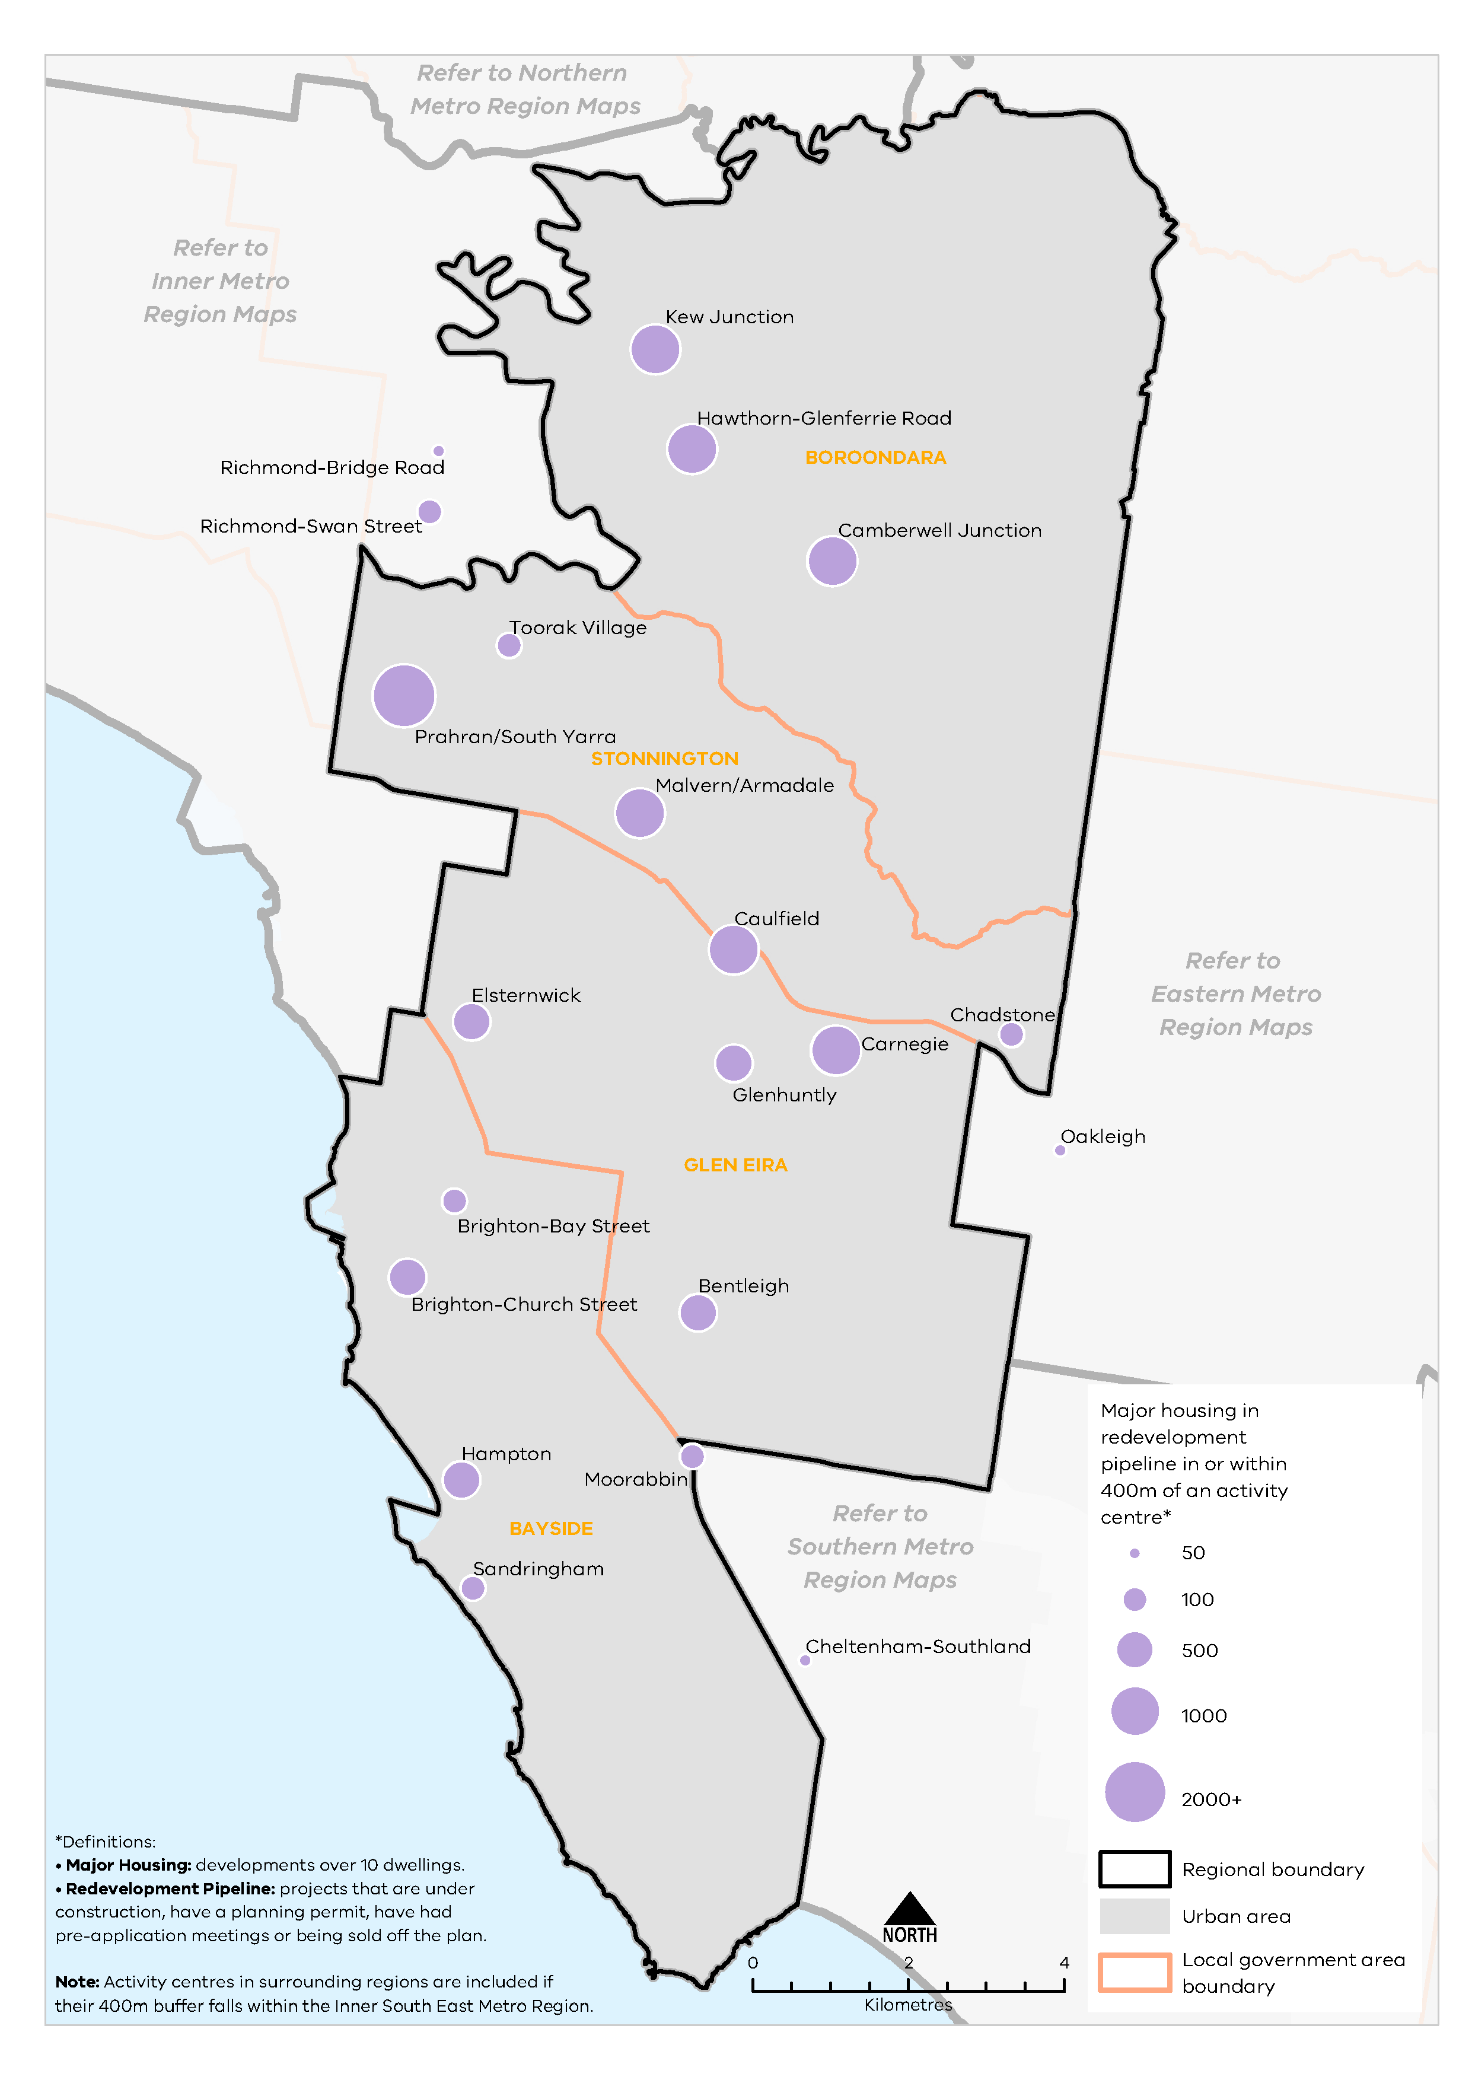 Refer to Northern
Metro Region Maps
Refer to
Inner Metro
Region Maps
Kew Junction
Hawthorn-Glenferrie Road
BOROONDARA
Richmond-Bridge Road
Richmond-Swan Street
Camberwell Junction
Toorak Village
Prahran/South Yarra
STONNINGTON
Malvern/Armadale
Caulfield
Refer to
Eastern Metro
Region Maps
Elsternwick
Chadstone
Carnegie
Glenhuntly
Oakleigh
GLEN EIRA
Brighton-Bay Street
Bentleigh
Brighton-Church Street
Hampton
Moorabbin
BAYSIDE
Refer to
Southern Metro
Region Maps
Sandringham
Cheltenham-Southland
Major housing in
redevelopment
pipeline in or within
400m of an activity
centre*
50
100
500
1000
2000+
Regional boundary
Urban area
Local government area
boundary
*Definitions:
• Major Housing: developments over 10 dwellings.
• Redevelopment Pipeline: projects that are under
construction, have a planning permit, have had
pre-application meetings or being sold off the plan.
Note: Activity centres in surrounding regions are included if
their 400m buffer falls within the Inner South East Metro Region.
NORTH
0 2 4
Kilometres